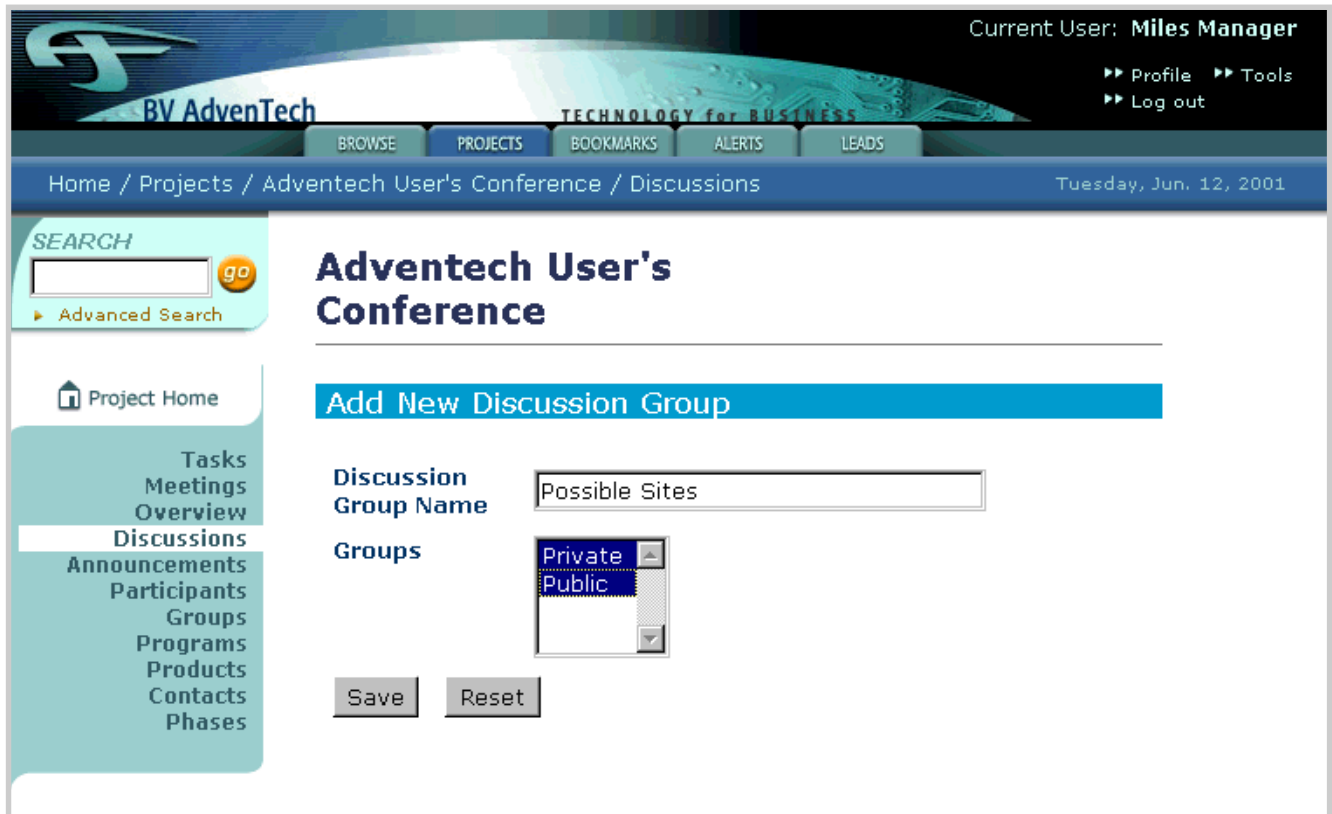 Current User: Miles Manager
Profile Tools
Log out
BV AdvenTech
TECHNOLOGY for BUSINESS
BROWSE PROJECTS BOOKMARKS ALERTS LEADS
Home / Projects / Adventech User's Conference / Discussions
Tuesday, Jun. 12, 2001
SEARCH
go
Advanced Search
Project Home
Tasks
Meetings
Overview
Discussions
Announcements
Participants
Groups
Programs
Products
Contacts
Phases
Adventech User's
Conference
Add New Discussion Group
Discussion
Group Name
Possible Sites
Groups
Private
Public
Save Reset